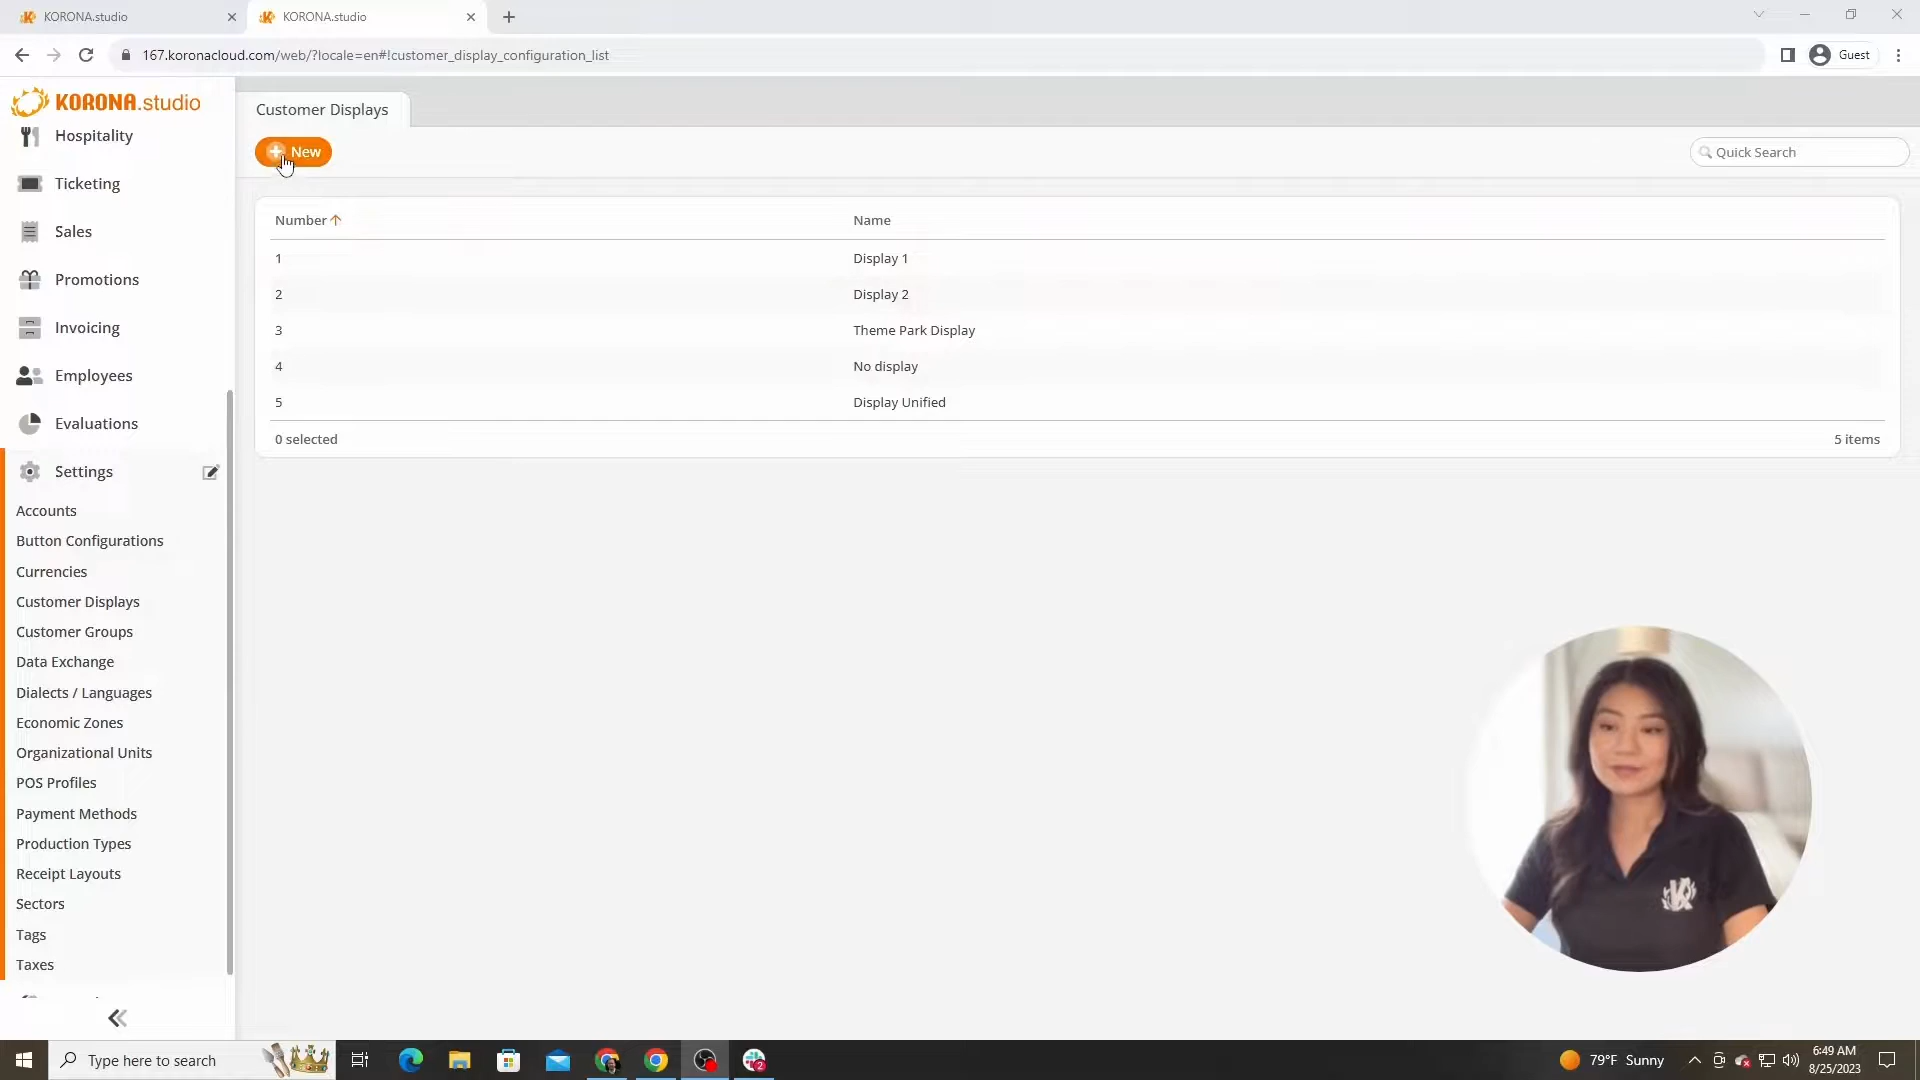 KORONA.studio
KORONA.studio
167.koronacloud.com/web/?locale=en#!customer_display_configuration_list
Guest
KORONA.studio
Hospitality
Ticketing
Sales
Promotions
Invoicing
Employees
Evaluations
Settings
Accounts
Button Configurations
Currencies
Customer Displays
Customer Groups
Data Exchange
Dialects / Languages
Economic Zones
Organizational Units
POS Profiles
Payment Methods
Production Types
Receipt Layouts
Sectors
Tags
Taxes
Customer Displays
New
Quick Search
Number Name
1 Display 1
2 Display 2
3 Theme Park Display
4 No display
5 Display Unified
0 selected 5 items
Type here to search
2
79°F Sunny
6:49 AM
8/25/2023